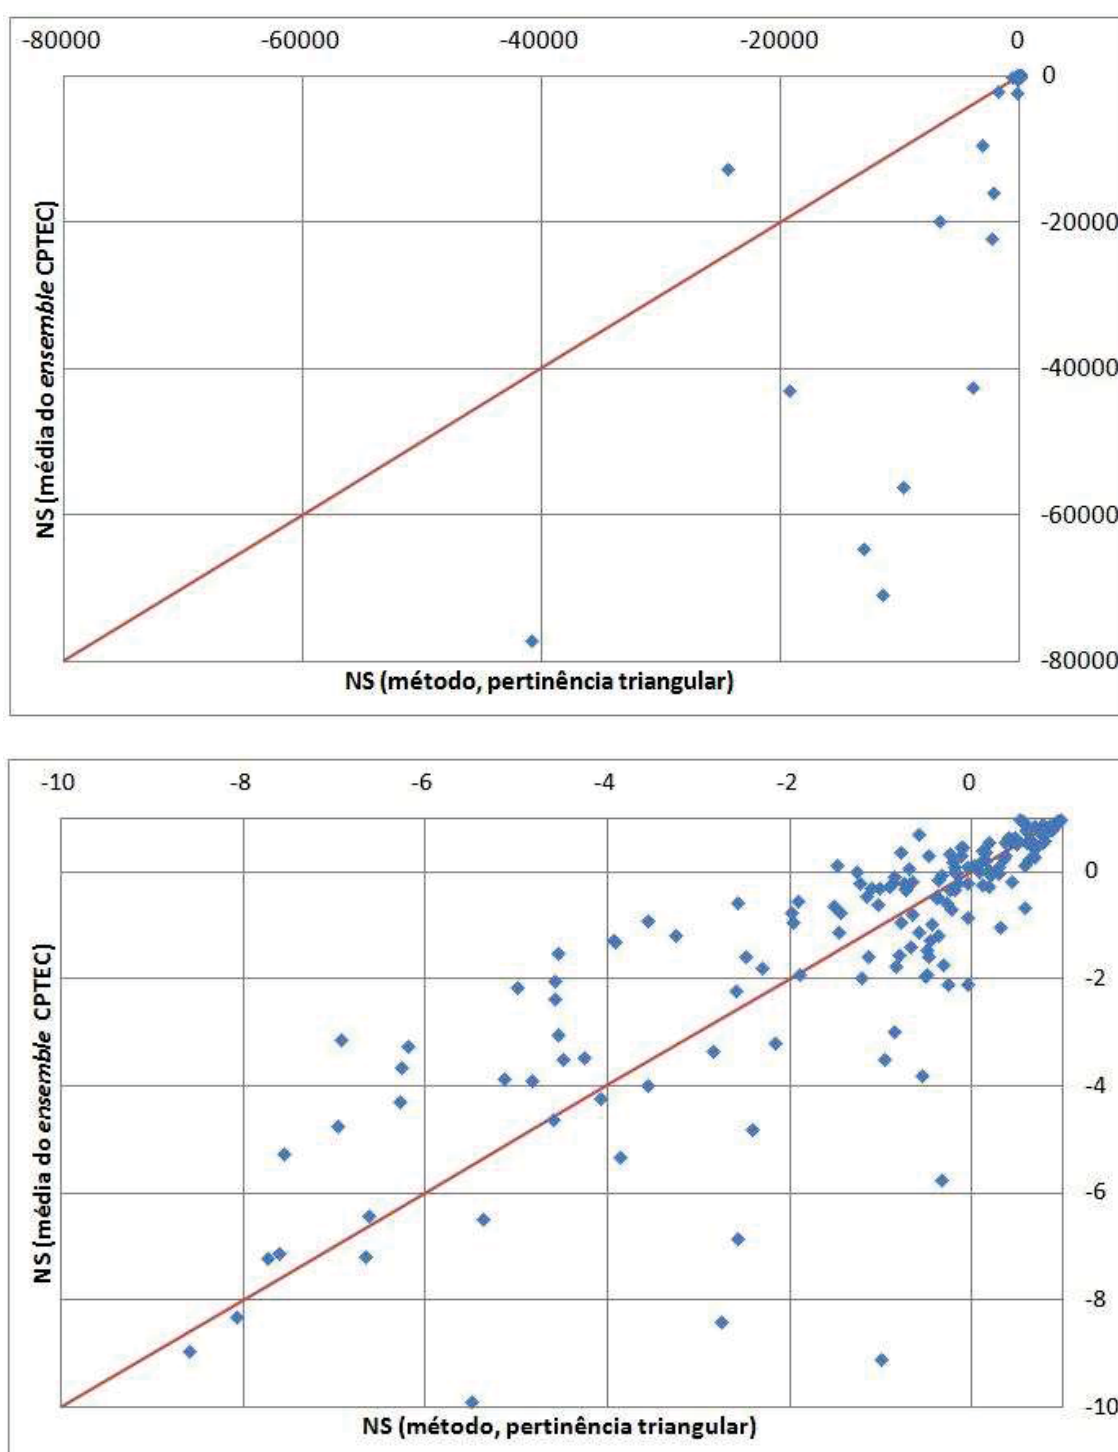 -80000 -60000 -40000 -20000 0
0
-20000
-40000
-60000
-80000
NS (média do ensemble CPTEC)
NS (método, pertinência triangular)
-10 -8 -6 -4 -2 0
0
-2
-4
-6
-8
-10
NS (média do ensemble CPTEC)
NS (método, pertinência triangular)